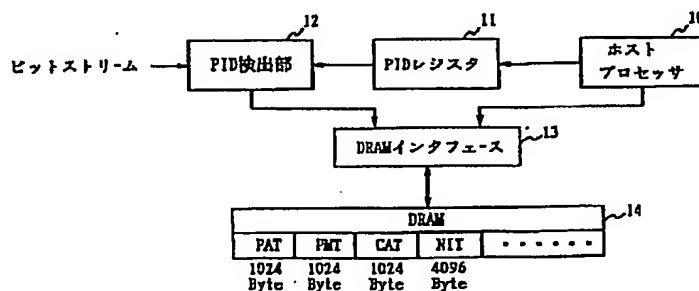 12
11
10
ビットストリーム
PID検出部
PIDレジスタ
ホスト
プロセッサ
13
DRAMインタフェース
14
DRAM
PAT PMT CAT NIT ・・・・・・
1024 1024 1024 4096
Byte Byte Byte Byte